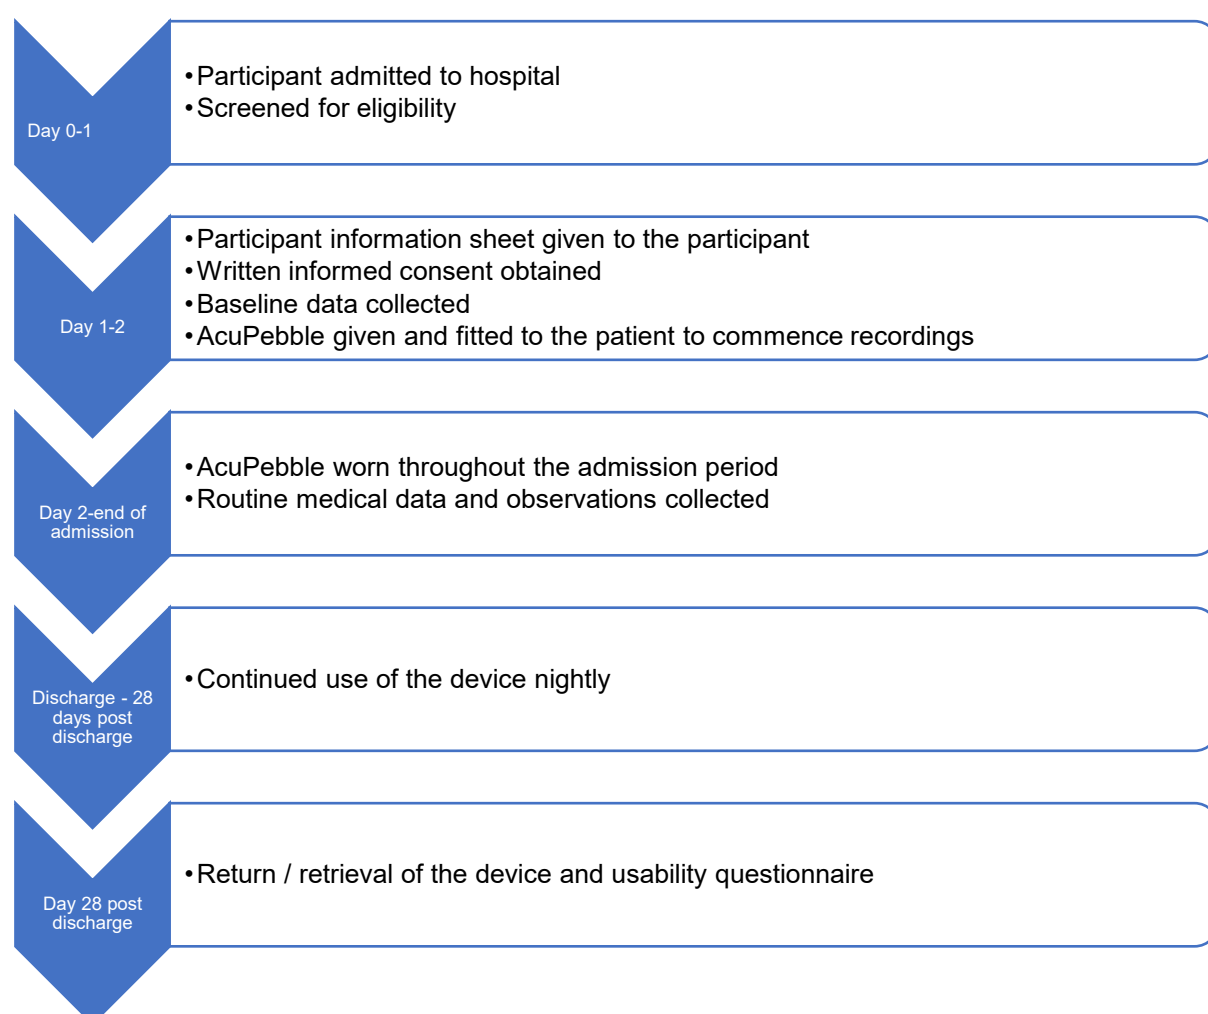 Day 0-1
•Participant admitted to hospital
•Screened for eligibility
Day 1-2
•Participant information sheet given to the participant
•Written informed consent obtained
•Baseline data collected
•AcuPebble given and fitted to the patient to commence recordings
Day 2-end of
admission
•AcuPebble worn throughout the admission period
•Routine medical data and observations collected
Discharge - 28
days post
discharge
•Continued use of the device nightly
Day 28 post
discharge
•Return / retrieval of the device and usability questionnaire